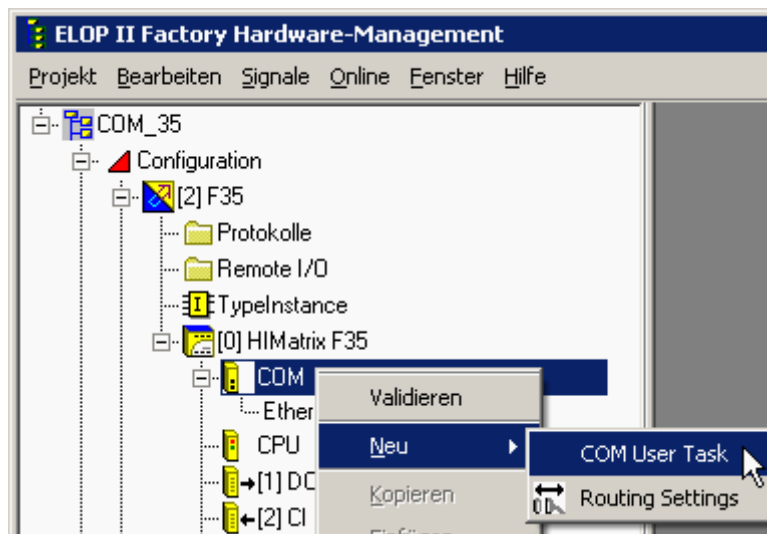 ELOP II Factory Hardware-Management
Projekt Bearbeiten Signale Online Fenster Hilfe
COM_35
Configuration
[2] F35
Protokolle
Remote I/O
TypeInstance
[0] HIMatrix F35
COM
Validieren
Ether
CPU
Neu
COM User Task
[1] DO
Kopieren
Routing Settings
[2] CI